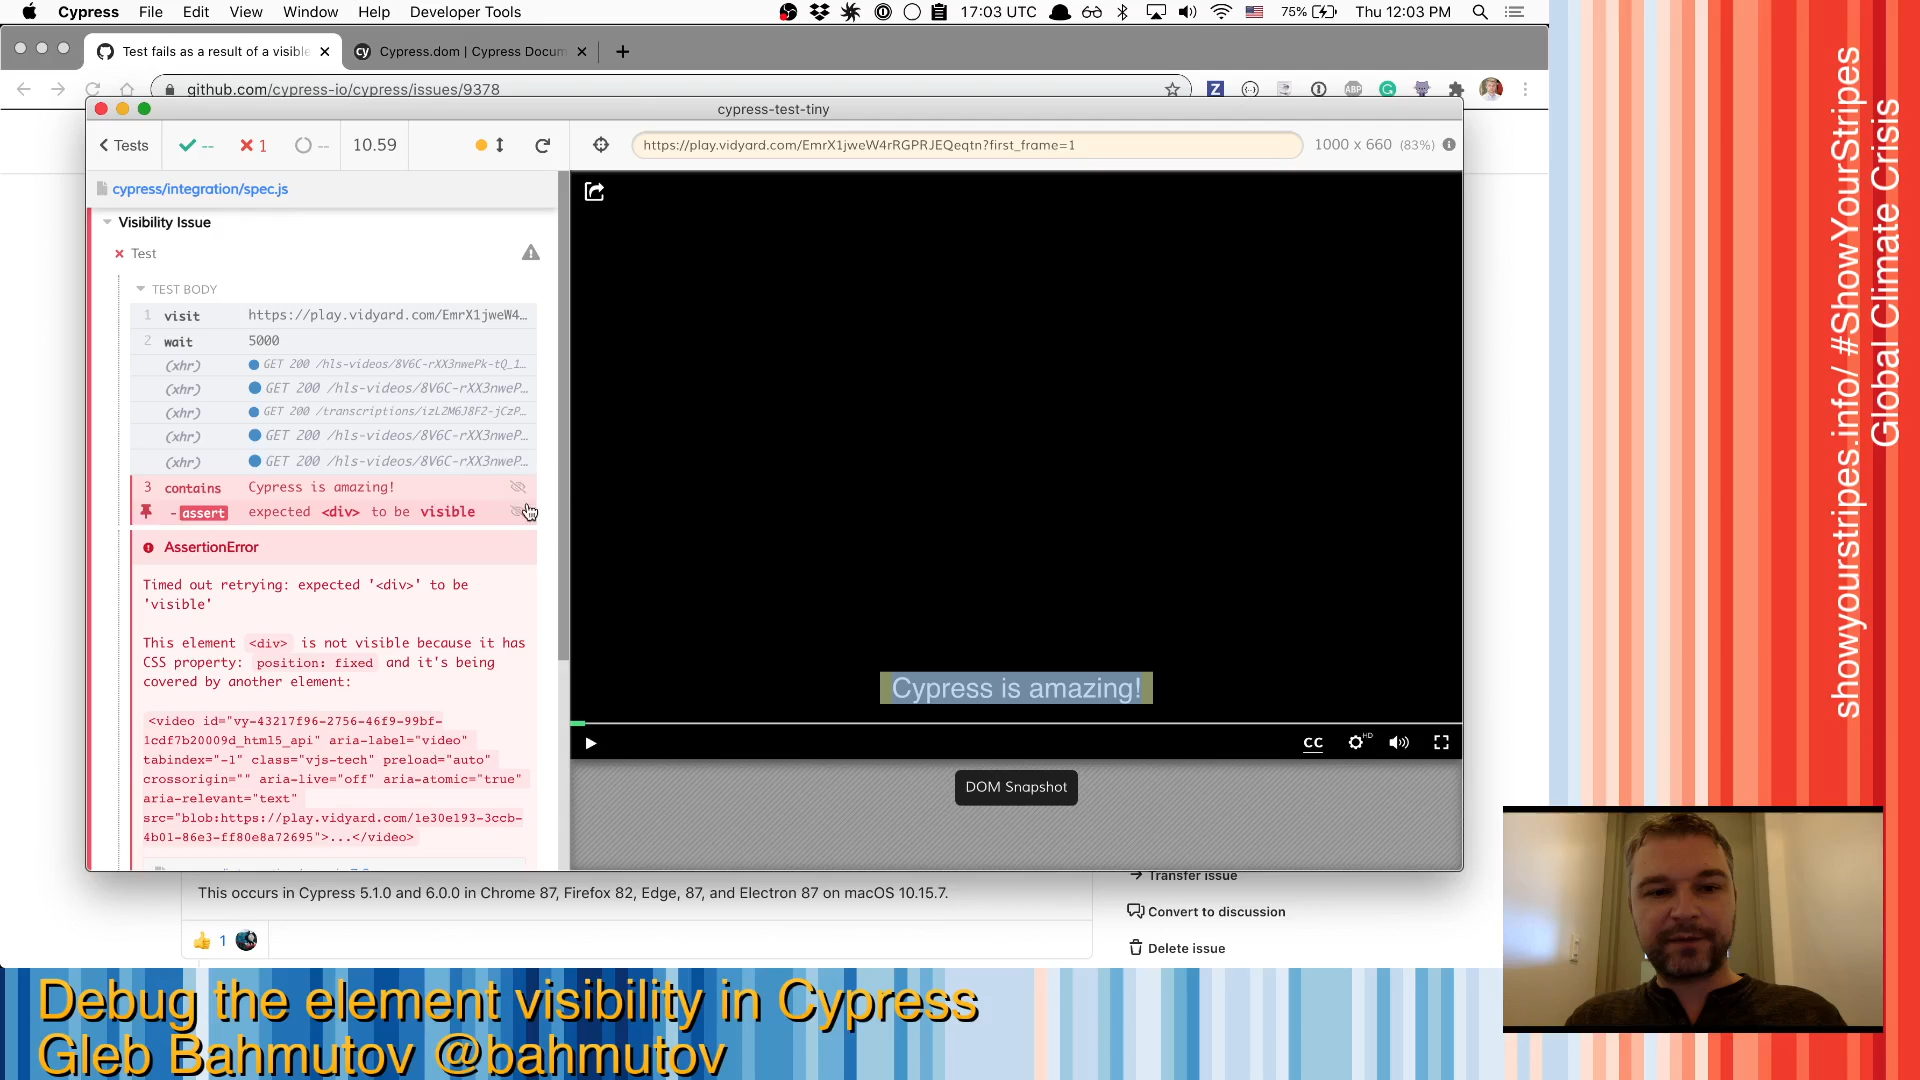 Cypress File Edit View Window Help Developer Tools 17:03 UTC 75% Thu 12:03 PM
Test fails as a result of a visible Cypress.dom | Cypress Docum
github.com/cypress-io/cypress/issues/9378
cypress-test-tiny
Tests -- 1 -- 10.59 https://play.vidyard.com/EmrX1jweW4rRGPRJEQeqtn?first_frame=1 1000 x 660 (83%)
cypress/integration/spec.js
Visibility Issue
Test
TEST BODY
1 visit https://play.vidyard.com/EmrX1jweW4...
2 wait 5000
(xhr) GET 200 /hls-videos/8V6C-rXX3nwePk-tQ_1...
(xhr) GET 200 /hls-videos/8V6C-rXX3nweP...
(xhr) GET 200 /transcriptions/izL2M6J8F2-jCzP...
(xhr) GET 200 /hls-videos/8V6C-rXX3nweP...
(xhr) GET 200 /hls-videos/8V6C-rXX3nweP...
3 contains Cypress is amazing!
-assert expected <div> to be visible
AssertionError
Timed out retrying: expected '<div>' to be
'visible'
This element <div> is not visible because it has
CSS property: position: fixed and it's being
covered by another element:
<video id="vy-43217f96-2756-46f9-99bf-
1cdf7b20009d_html5_api" aria-label="video"
tabindex="-1" class="vjs-tech" preload="auto"
crossorigin="" aria-live="off" aria-atomic="true"
aria-relevant="text"
src="blob:https://play.vidyard.com/1e30e193-3ccb-
4b01-86e3-ff80e8a72695">...</video>
Cypress is amazing!
CC HD
DOM Snapshot
This occurs in Cypress 5.1.0 and 6.0.0 in Chrome 87, Firefox 82, Edge, 87, and Electron 87 on macOS 10.15.7.
1
Transfer issue
Convert to discussion
Delete issue
showyourstripes.info/ #ShowYourStripes
Global Climate Crisis
Debug the element visibility in Cypress
Gleb Bahmutov @bahmutov